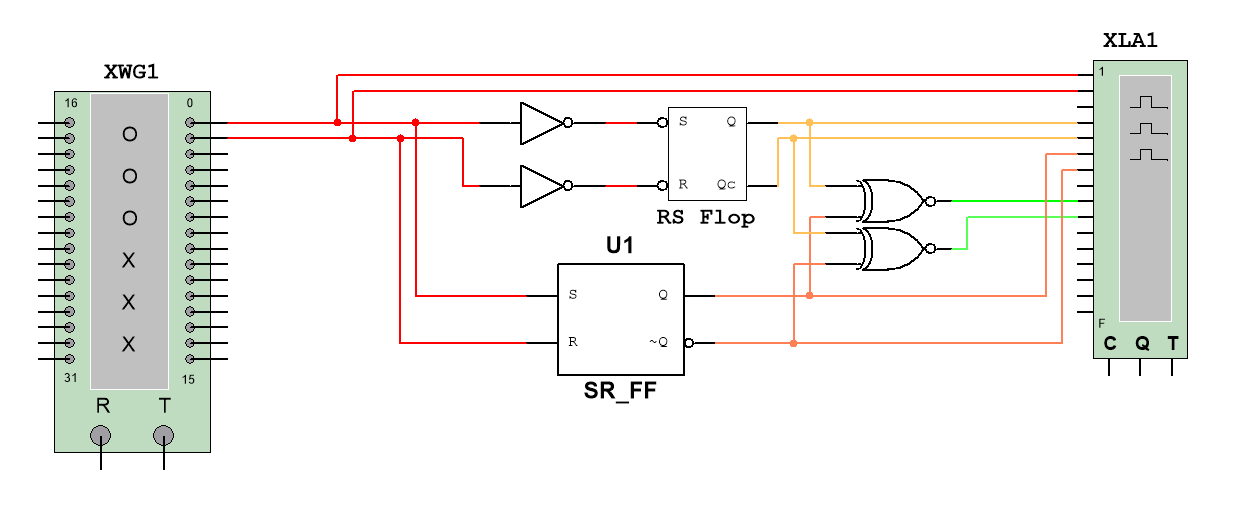 XWG1
16 0
O
O
O
X
X
X
31 15
R T
S Q
R Qc
RS Flop
U1
S Q
R ~Q
SR_FF
XLA1
1
F
C Q T